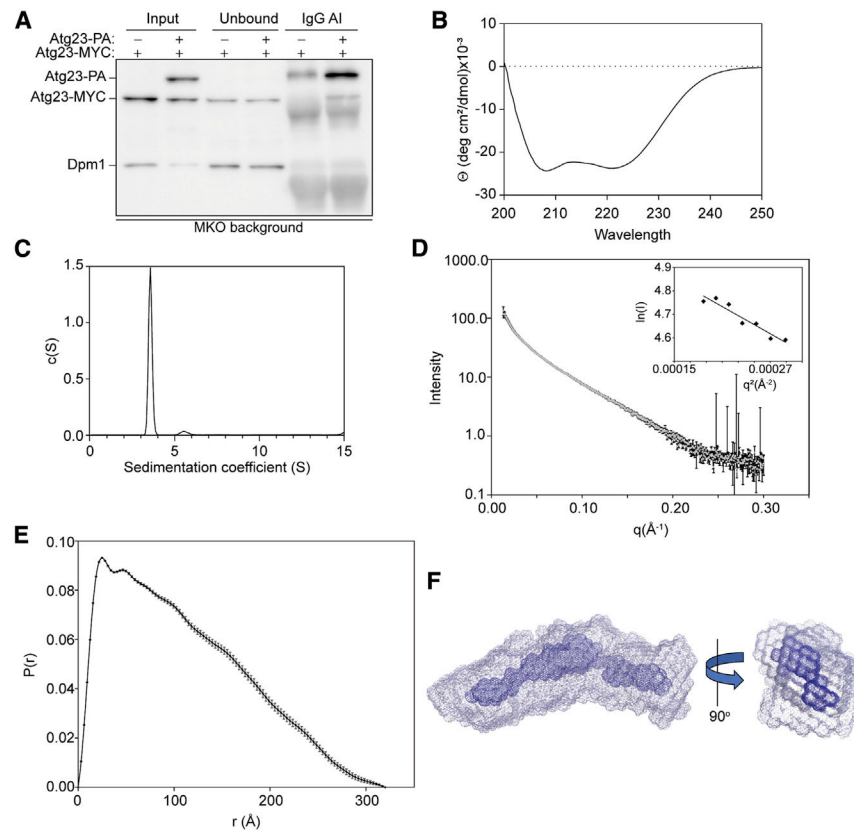 A
Input Unbound IgG AI
Atg23-PA: – + – + – +
Atg23-MYC: + + + + + +
Atg23-PA
Atg23-MYC
Dpm1
MKO background
B
Θ (deg cm²/dmol)x10⁻³
10
0
-10
-20
-30
200 210 220 230 240 250
Wavelength
C
c(S)
1.5
1.0
0.5
0.0
0 5 10 15
Sedimentation coefficient (S)
D
Intensity
1000.0
100.0
10.0
1.0
0.1
0.00 0.10 0.20 0.30
q(Å⁻¹)
ln(I)
4.9
4.8
4.7
4.6
0.00015 0.00027
q²(Å⁻²)
E
P(r)
0.10
0.08
0.06
0.04
0.02
0.00
0 100 200 300
r (Å)
F
90º